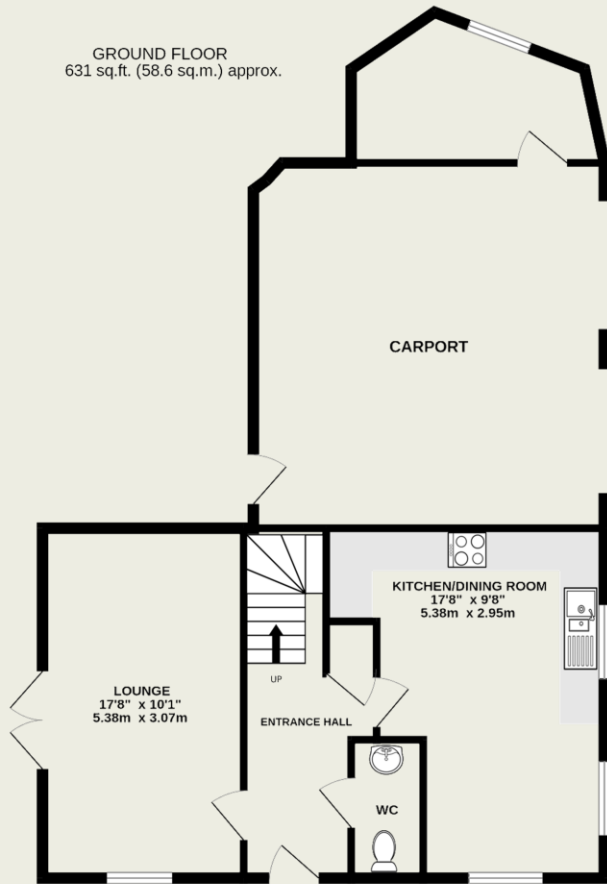 GROUND FLOOR
631 sq.ft. (58.6 sq.m.) approx.
CARPORT
KITCHEN/DINING ROOM
17'8" x 9'8"
5.38m x 2.95m
LOUNGE
17'8" x 10'1"
5.38m x 3.07m
UP
ENTRANCE HALL
WC